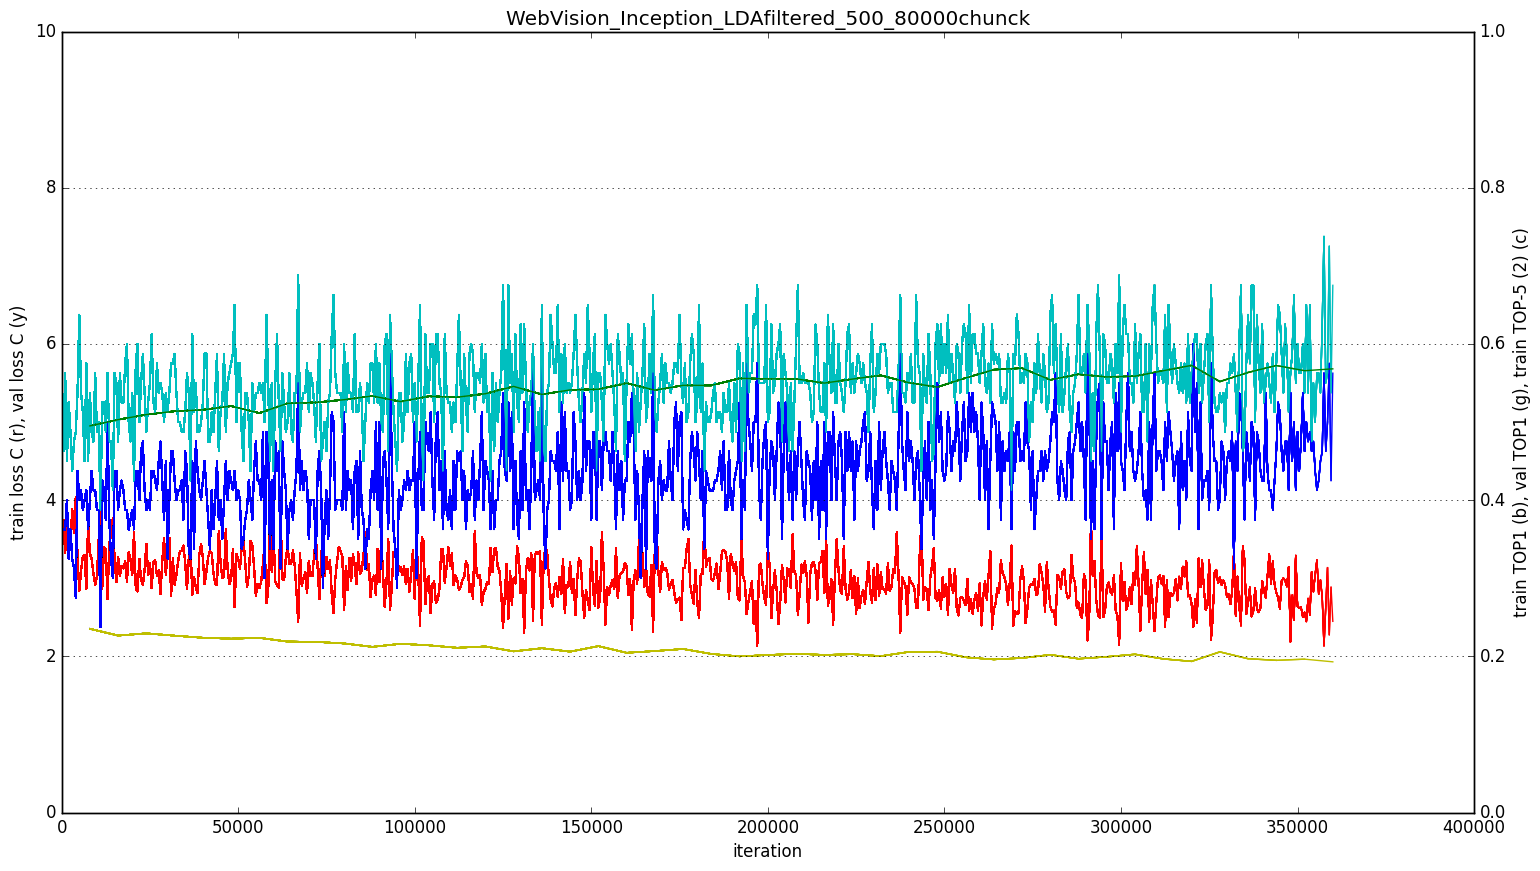 WebVision_Inception_LDAfiltered_500_80000chunck
10
8
6
4
2
0
1.0
0.8
0.6
0.4
0.2
0.0
train loss C (r), val loss C (y)
train TOP1 (b), val TOP1 (g), train TOP-5 (2) (c)
0 50000 100000 150000 200000 250000 300000 350000 400000
iteration